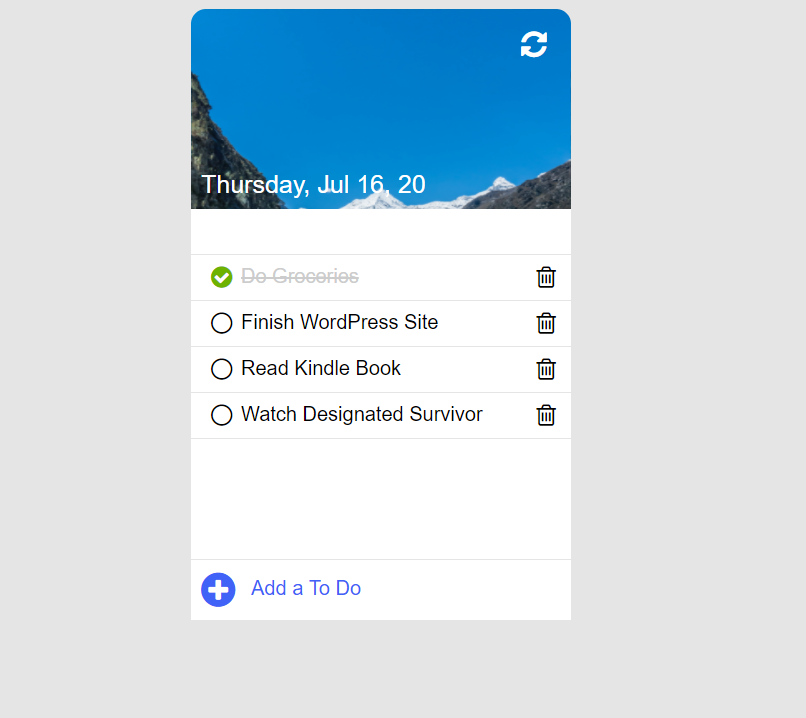 Thursday, Jul 16, 20
Do Groceries
Finish WordPress Site
Read Kindle Book
Watch Designated Survivor
Add a To Do